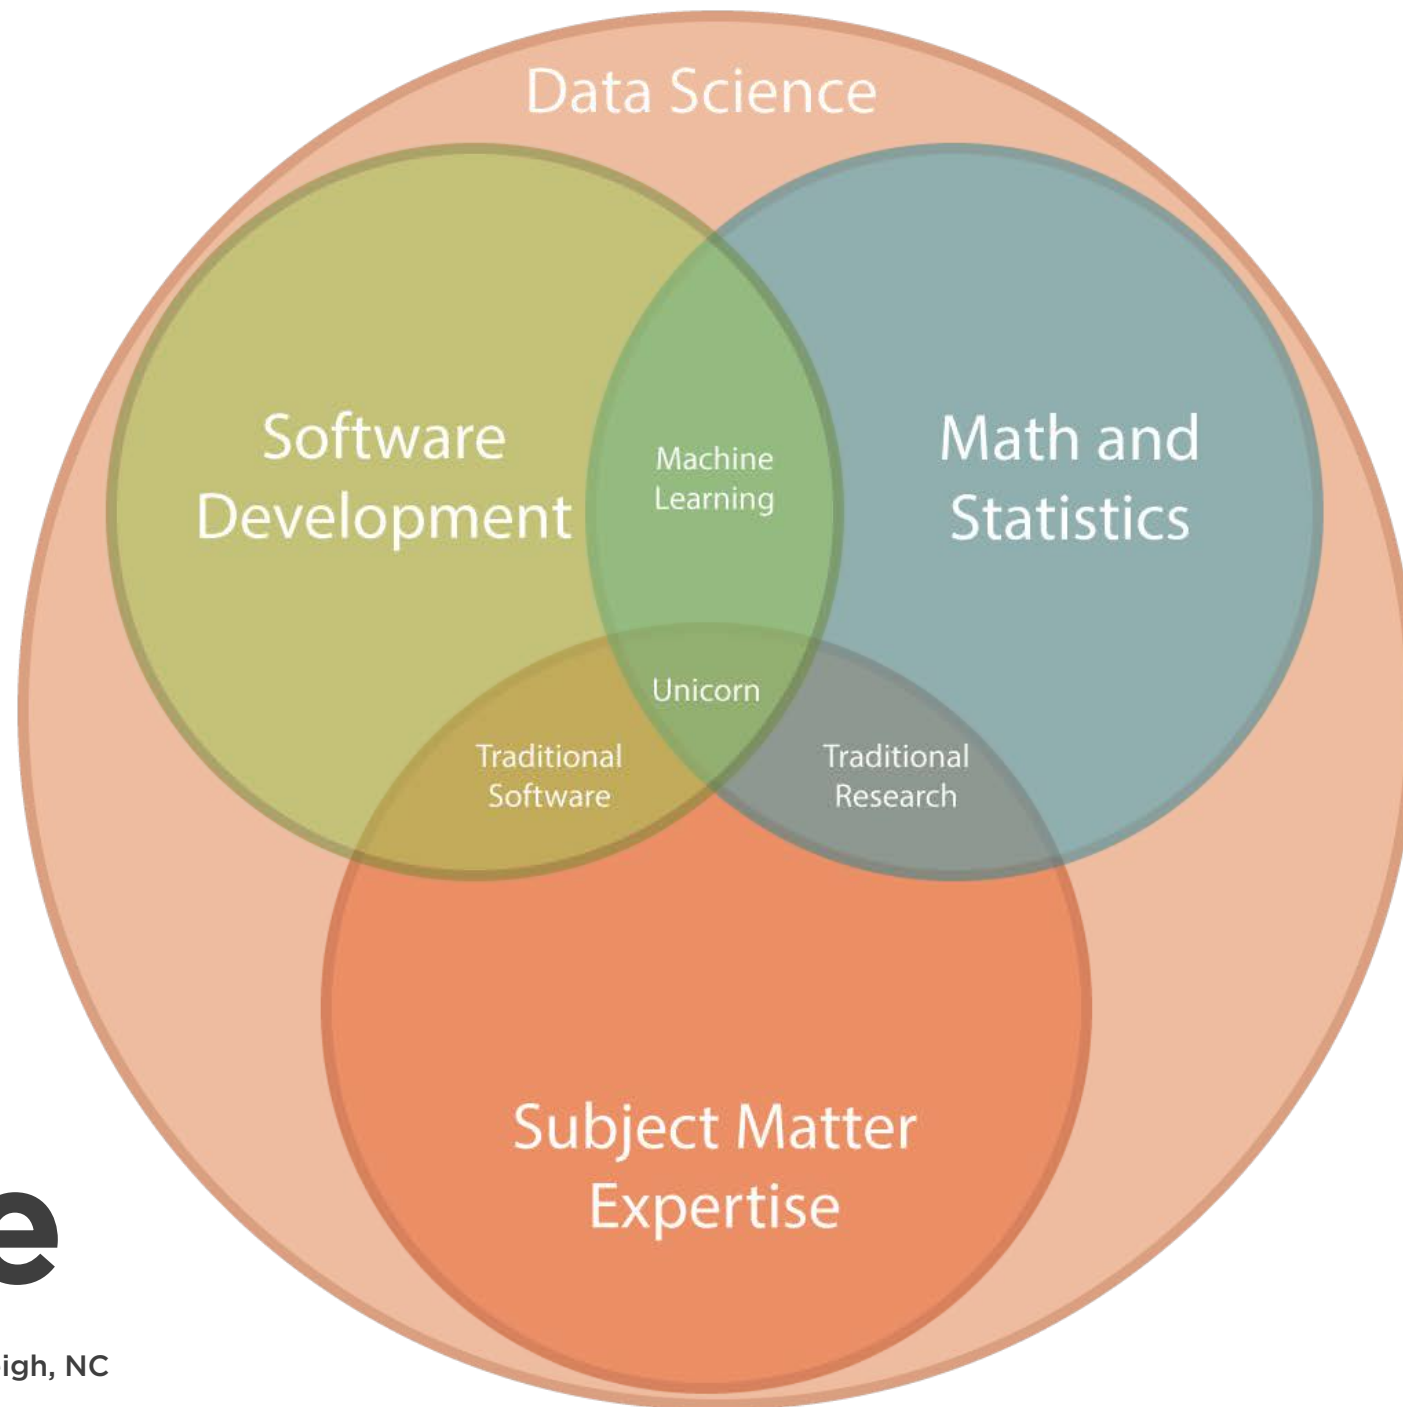 Data Science
Software
Development
Machine
Learning
Math and
Statistics
Unicorn
Traditional
Software
Traditional
Research
Subject Matter
Expertise
e
igh, NC